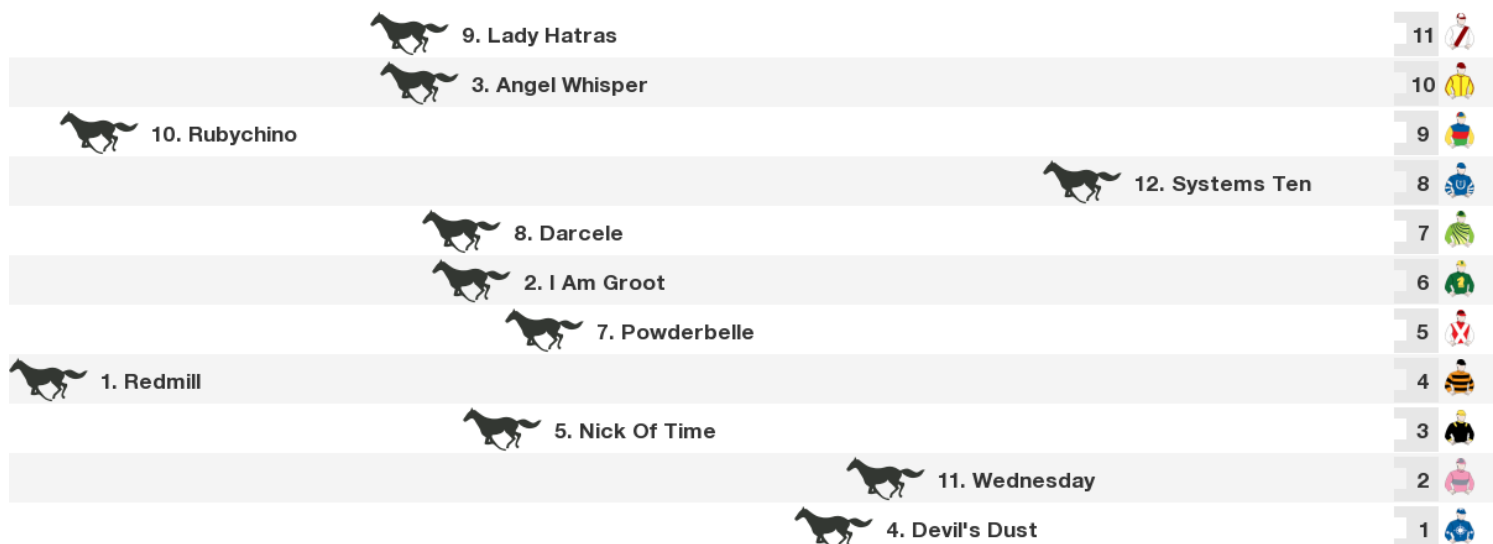 9. Lady Hatras 11
3. Angel Whisper 10
10. Rubychino 9
12. Systems Ten 8
8. Darcele 7
2. I Am Groot 6
7. Powderbelle 5
1. Redmill 4
5. Nick Of Time 3
11. Wednesday 2
4. Devil's Dust 1